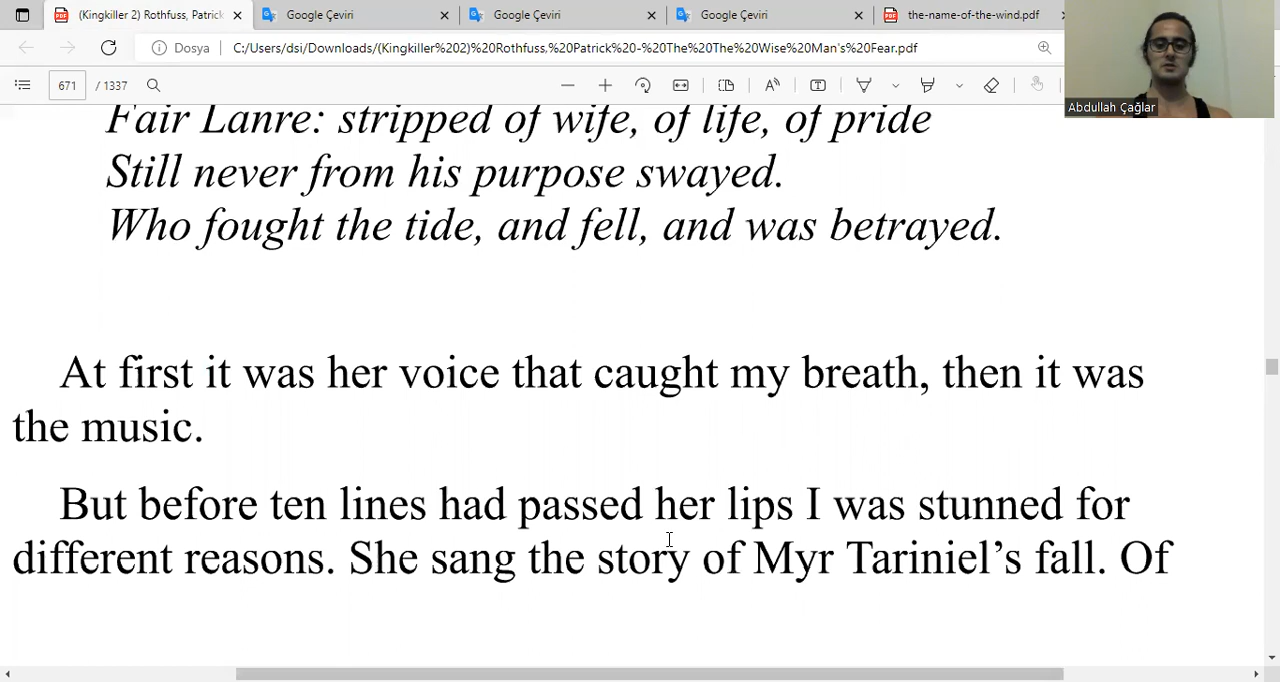 (Kingkiller 2) Rothfuss, Patrick
Google Çeviri
Google Çeviri
Google Çeviri
the-name-of-the-wind.pdf
Dosya
C:/Users/dsi/Downloads/(Kingkiller%202)%20Rothfuss,%20Patrick%20-%20The%20The%20Wise%20Man's%20Fear.pdf
671 / 1337
Abdullah Çağlar
Fair Lanre: stripped of wife, of life, of pride
Still never from his purpose swayed.
Who fought the tide, and fell, and was betrayed.
At first it was her voice that caught my breath, then it was
the music.
But before ten lines had passed her lips I was stunned for
different reasons. She sang the story of Myr Tariniel’s fall. Of